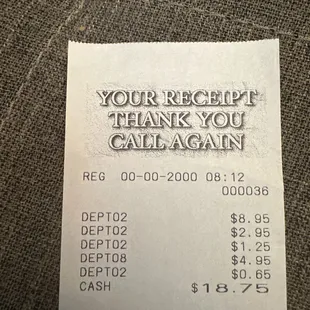 YOUR RECEIPT
THANK YOU
CALL AGAIN
REG 00-00-2000 08:12
000036
DEPT02 $8.95
DEPT02 $2.95
DEPT02 $1.25
DEPT08 $4.95
DEPT02 $0.65
CASH $18.75